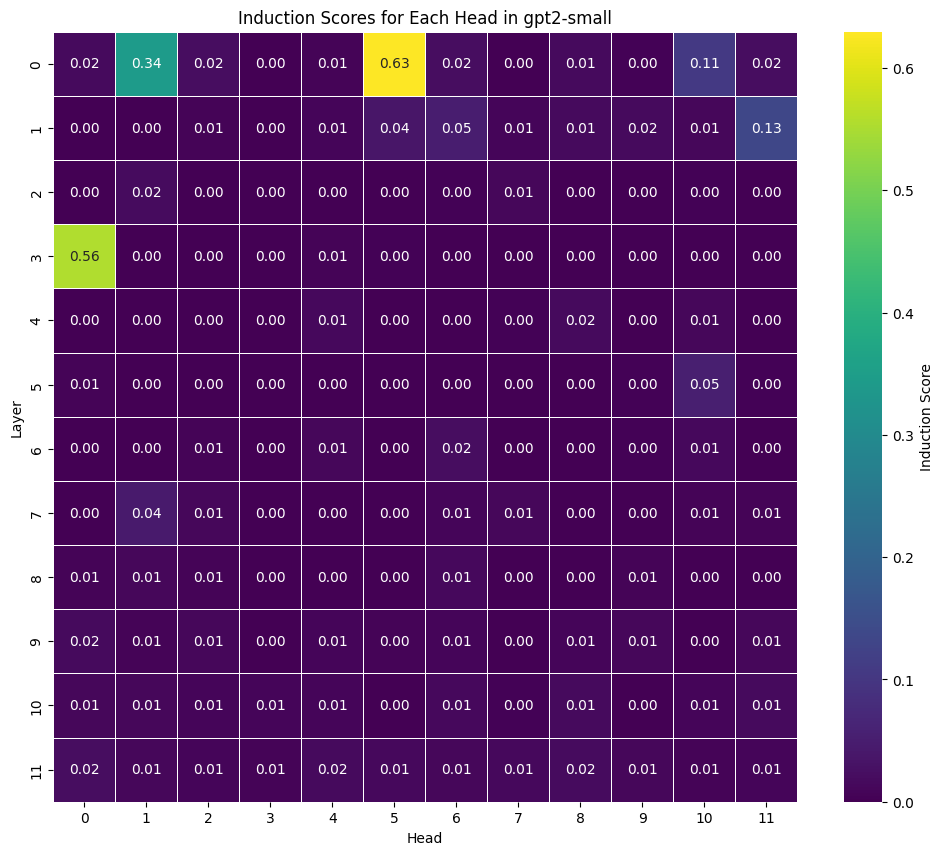 Induction Scores for Each Head in gpt2-small
0 0.02 0.34 0.02 0.00 0.01 0.63 0.02 0.00 0.01 0.00 0.11 0.02
1 0.00 0.00 0.01 0.00 0.01 0.04 0.05 0.01 0.01 0.02 0.01 0.13
2 0.00 0.02 0.00 0.00 0.00 0.00 0.00 0.01 0.00 0.00 0.00 0.00
3 0.56 0.00 0.00 0.00 0.01 0.00 0.00 0.00 0.00 0.00 0.00 0.00
4 0.00 0.00 0.00 0.00 0.01 0.00 0.00 0.00 0.02 0.00 0.01 0.00
5 0.01 0.00 0.00 0.00 0.00 0.00 0.00 0.00 0.00 0.00 0.05 0.00
6 0.00 0.00 0.01 0.00 0.01 0.00 0.02 0.00 0.00 0.00 0.01 0.00
7 0.00 0.04 0.01 0.00 0.00 0.00 0.01 0.01 0.00 0.00 0.01 0.01
8 0.01 0.01 0.01 0.00 0.00 0.00 0.01 0.00 0.00 0.01 0.00 0.00
9 0.02 0.01 0.01 0.00 0.01 0.00 0.01 0.00 0.01 0.01 0.00 0.01
10 0.01 0.01 0.01 0.01 0.01 0.00 0.01 0.00 0.01 0.00 0.01 0.01
11 0.02 0.01 0.01 0.01 0.02 0.01 0.01 0.01 0.02 0.01 0.01 0.01
0 1 2 3 4 5 6 7 8 9 10 11
Head
Layer
0.6
0.5
0.4
0.3
0.2
0.1
0.0
Induction Score